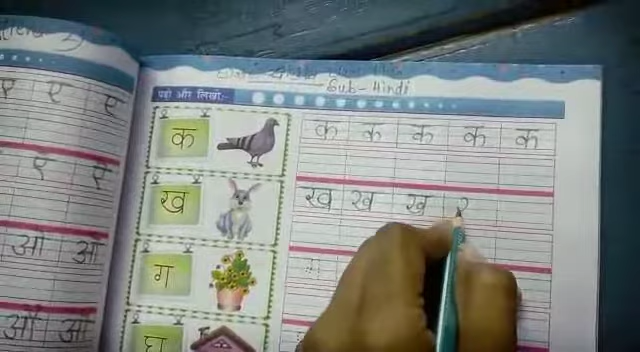 Sub - Hindi
पढ़ो और लिखो:-
क क क क क क
ख ख ख ख
ग
घ
ए ए ए
ए ए
ओ ओ
औ औ